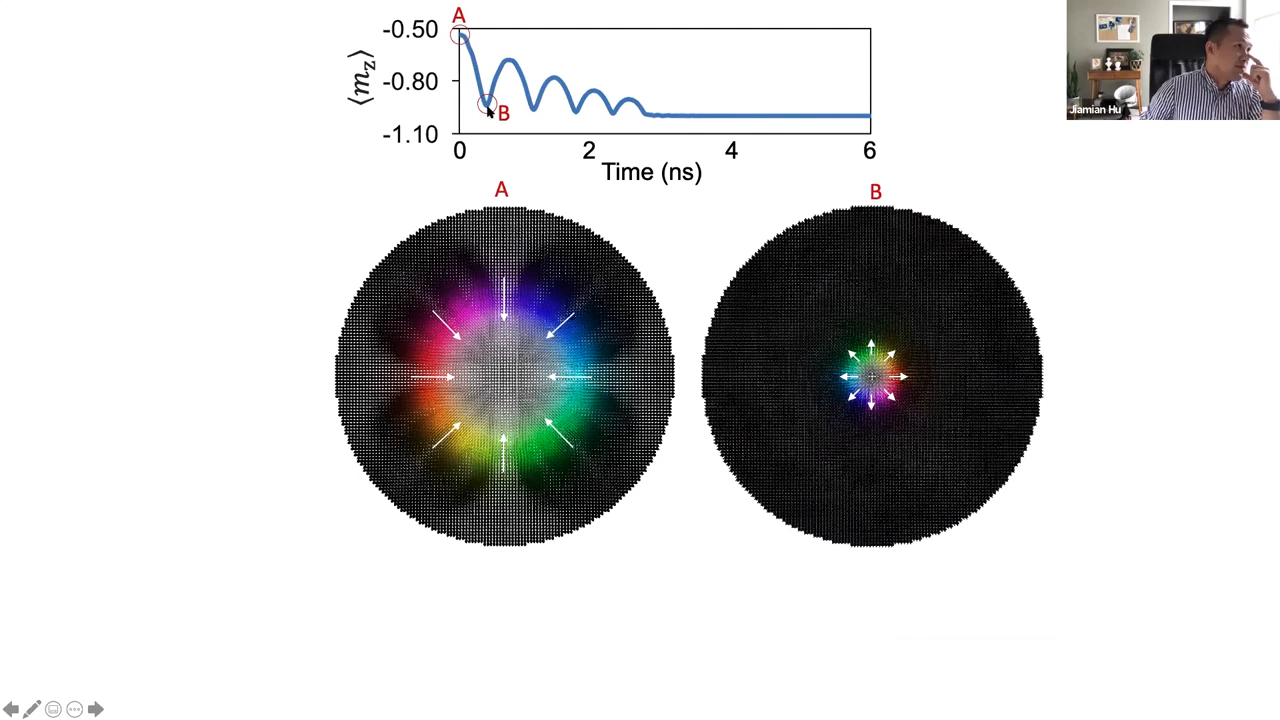 A
-0.50
-0.80
-1.10
⟨m_z⟩
B
0
2
4
6
Time (ns)
A
B
Jiamian Hu